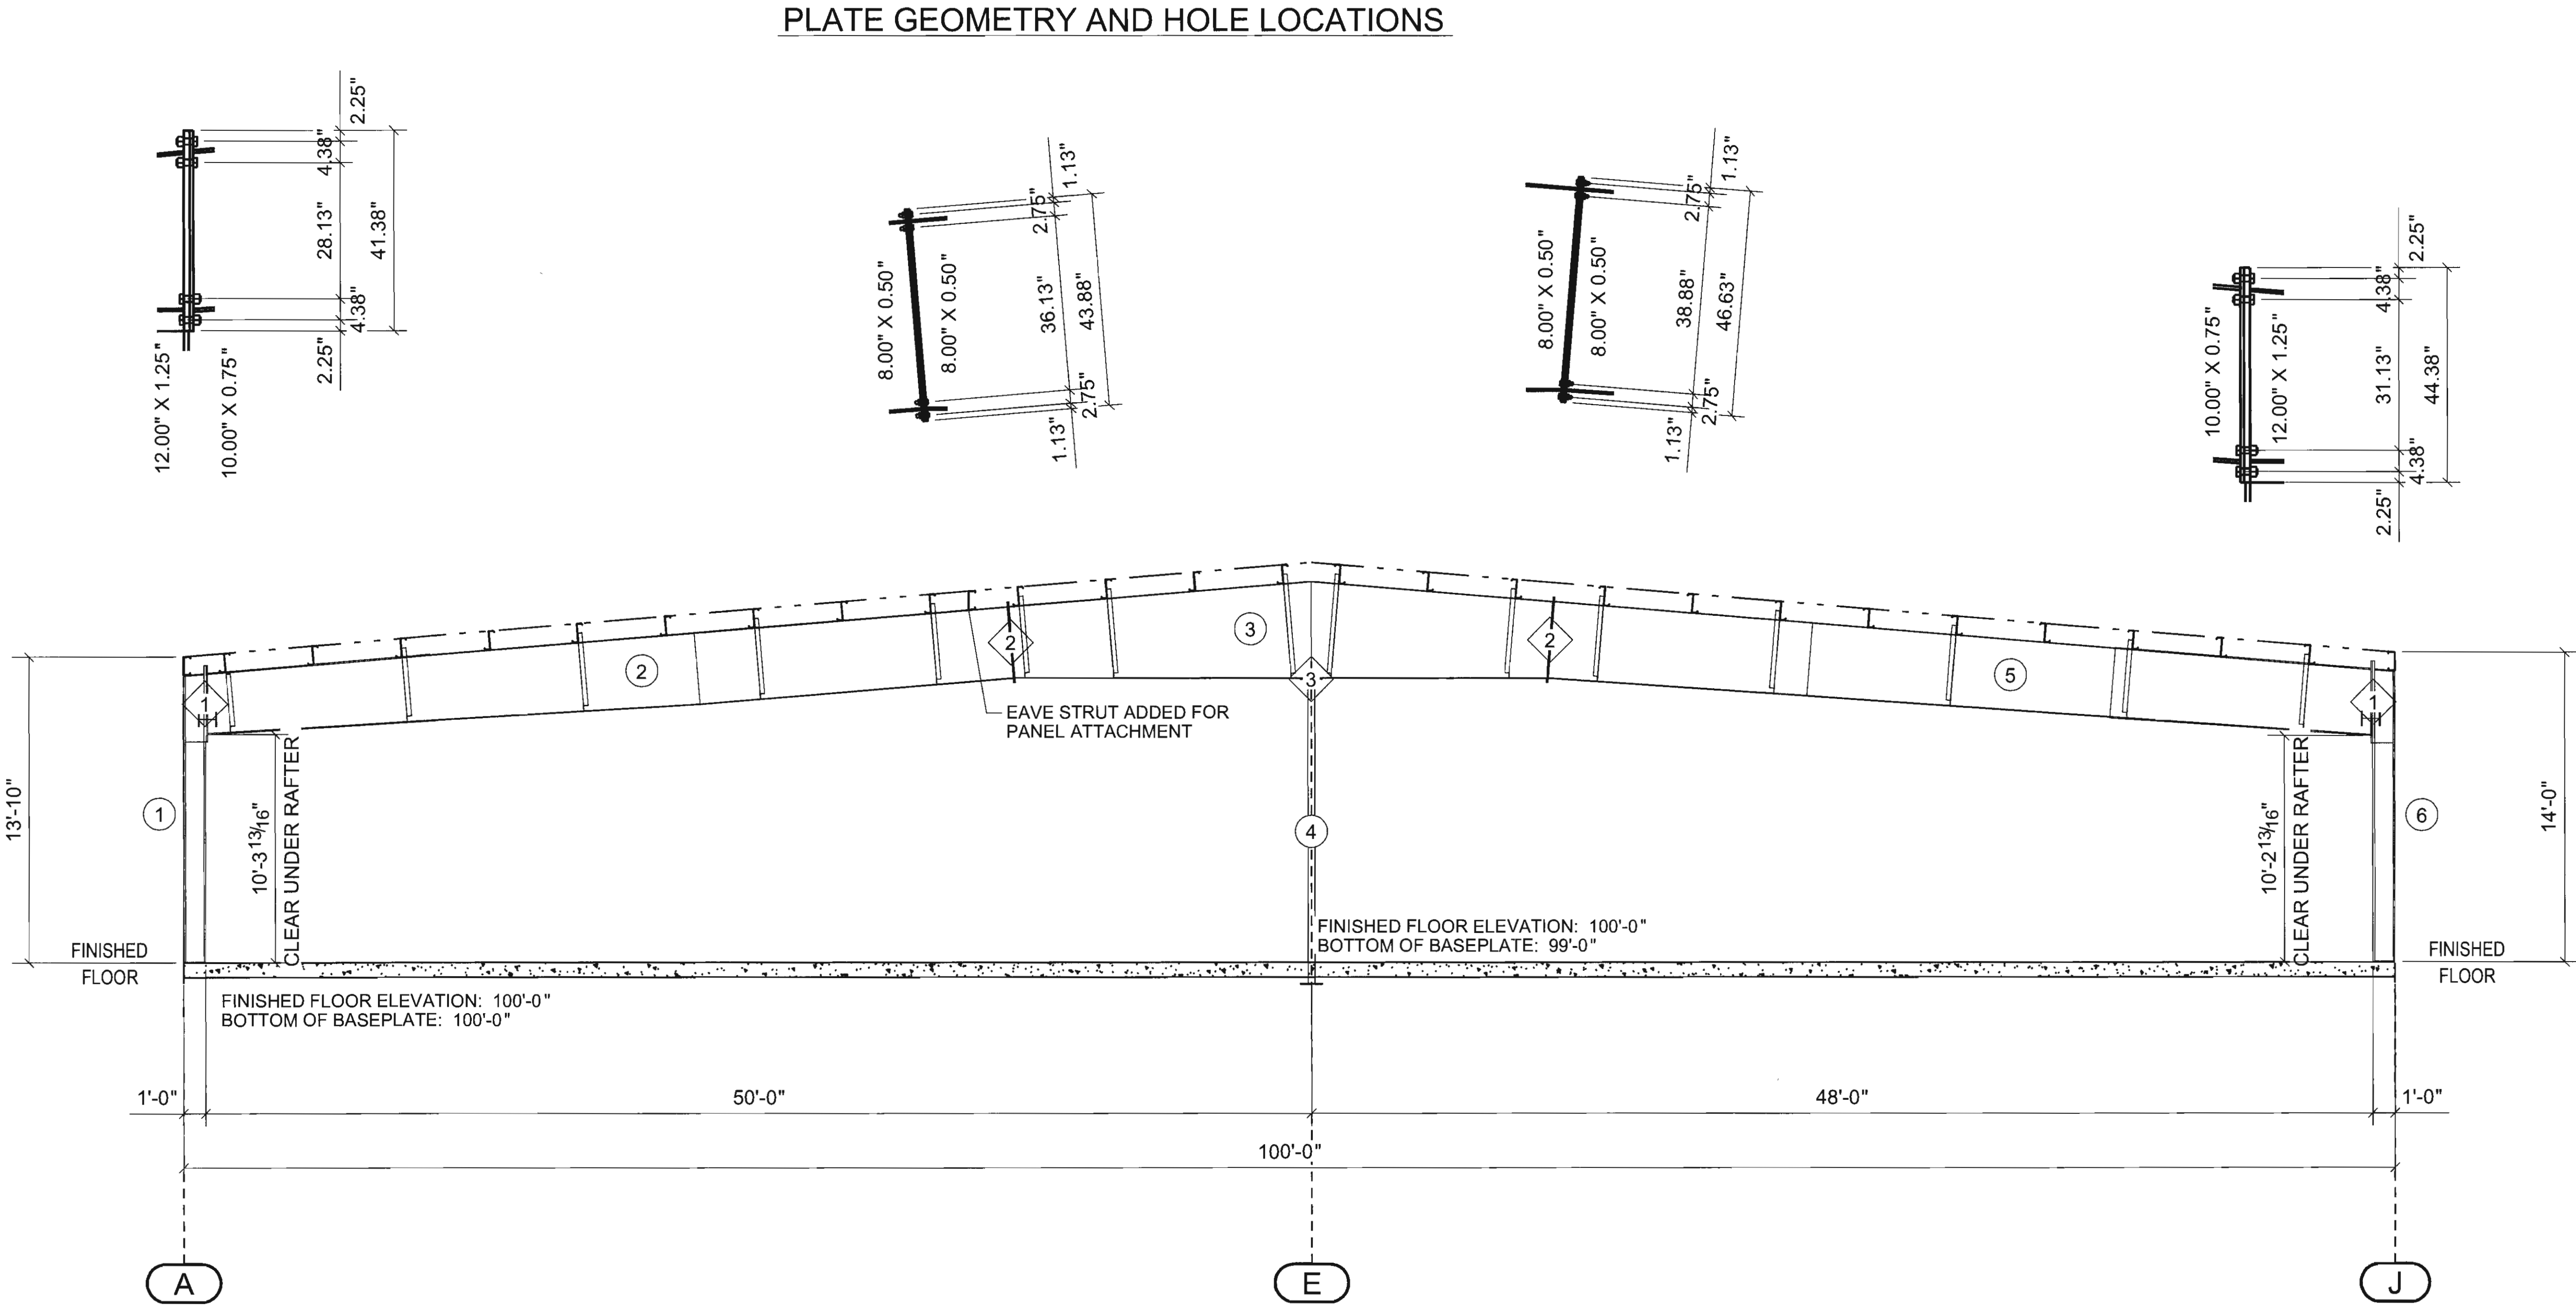 PLATE GEOMETRY AND HOLE LOCATIONS
2.25"
4.38"
28.13"
41.38"
4.38"
2.25"
12.00" X 1.25"
10.00" X 0.75"
1.13"
2.75"
36.13"
43.88"
2.75"
1.13"
8.00" X 0.50"
8.00" X 0.50"
1.13"
2.75"
38.88"
46.63"
2.75"
1.13"
8.00" X 0.50"
8.00" X 0.50"
2.25"
4.38"
31.13"
44.38"
4.38"
2.25"
10.00" X 0.75"
12.00" X 1.25"
3
2
2
2
5
3
1
1
EAVE STRUT ADDED FOR
PANEL ATTACHMENT
13'-10"
1
10'-3 13/16"
CLEAR UNDER RAFTER
4
10'-2 13/16"
CLEAR UNDER RAFTER
6
14'-0"
FINISHED FLOOR ELEVATION: 100'-0"
BOTTOM OF BASEPLATE: 99'-0"
FINISHED
FLOOR
FINISHED
FLOOR
FINISHED FLOOR ELEVATION: 100'-0"
BOTTOM OF BASEPLATE: 100'-0"
1'-0"
50'-0"
48'-0"
1'-0"
100'-0"
A
E
J